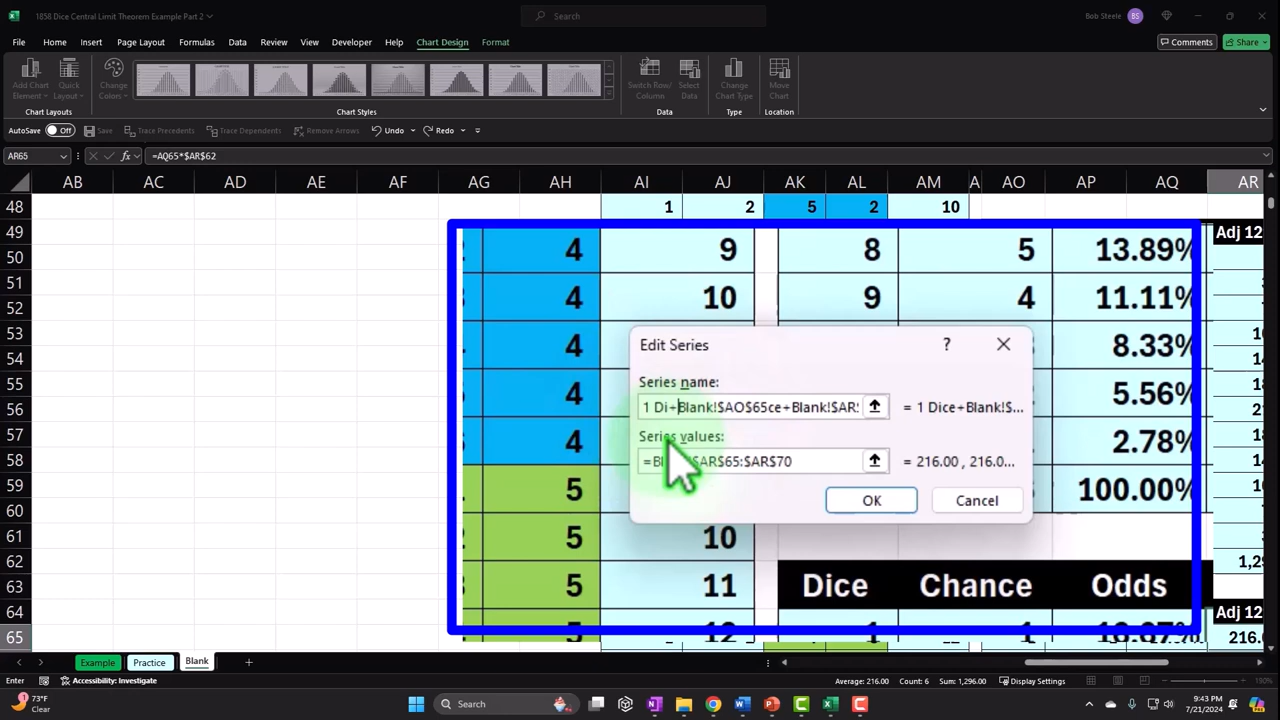 1858 Dice Central Limit Theorem Example Part 2
Search
Bob Steele BS
File Home Insert Page Layout Formulas Data Review View Developer Help Chart Design Format
Comments Share
Add Chart Element Quick Layout Change Colors Switch Row/ Column Select Data Change Chart Type Move Chart
Chart Layouts Chart Styles Data Type Location
AutoSave Off Save Trace Precedents Trace Dependents Remove Arrows Undo Redo
AR65 fx =AQ65*$AR$62
AB AC AD AE AF AG AH AI AJ AK AL AM A AO AP AQ AR
48 1 2 5 2 10
49 Adj 12
50 4 9 8 5 13.89%
51
52 4 10 9 4 11.11%
53
54 4 8.33%
55
56 4 5.56%
57
58 4 2.78%
59 5 100.00%
60
61 5 10
62 1,29
63 5 11 Dice Chance Odds
64 Adj 12
65 5 216.
Edit Series ?
Series name:
1 Di+Blank!$AO$65ce+Blank!$AR$ = 1 Dice+Blank!$...
Series values:
$AR$65:$AR$70 = 216.00 , 216.0...
OK Cancel
Example Practice Blank
Enter Accessibility: Investigate Average: 216.00 Count: 6 Sum: 1,296.00 Display Settings 130%
73°F
Clear
Search
9:43 PM
7/21/2024